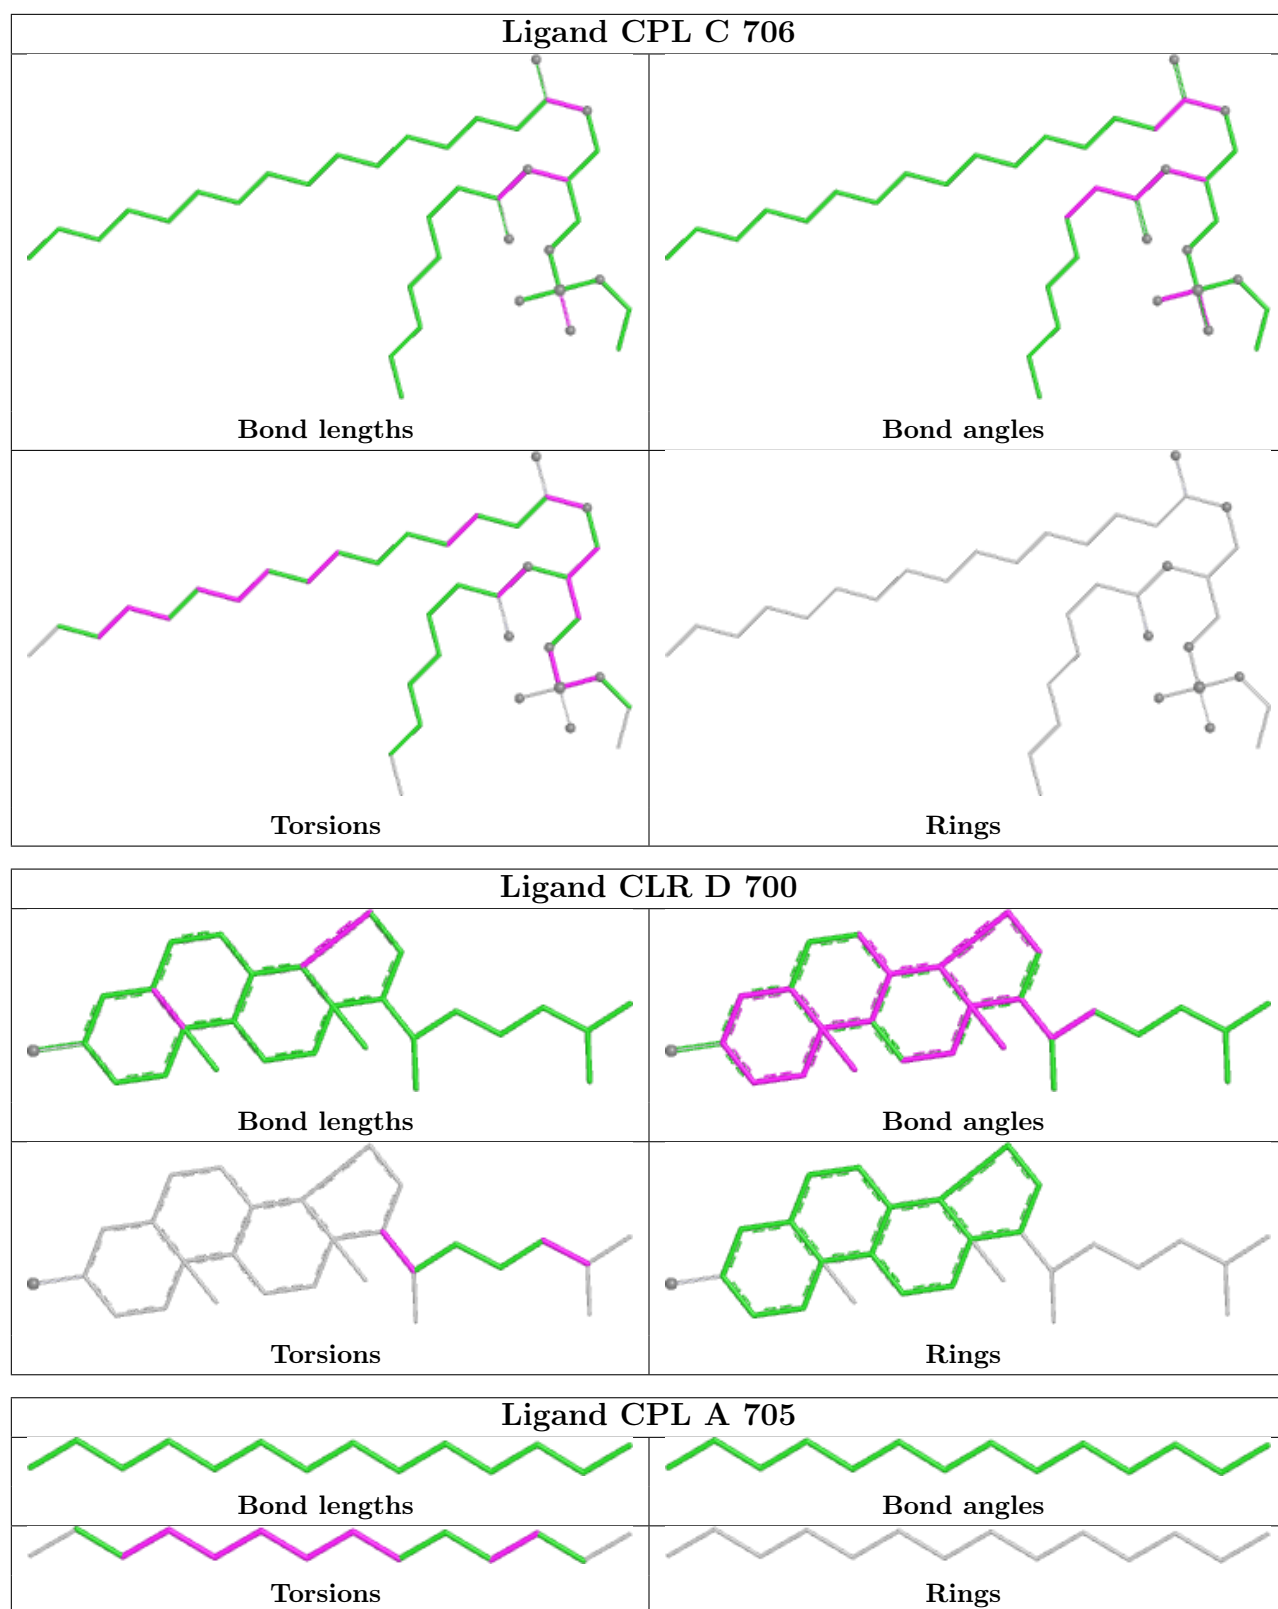 Ligand CPL C 706
Bond lengths
Bond angles
Torsions
Rings
Ligand CLR D 700
Bond lengths
Bond angles
Torsions
Rings
Ligand CPL A 705
Bond lengths
Bond angles
Torsions
Rings